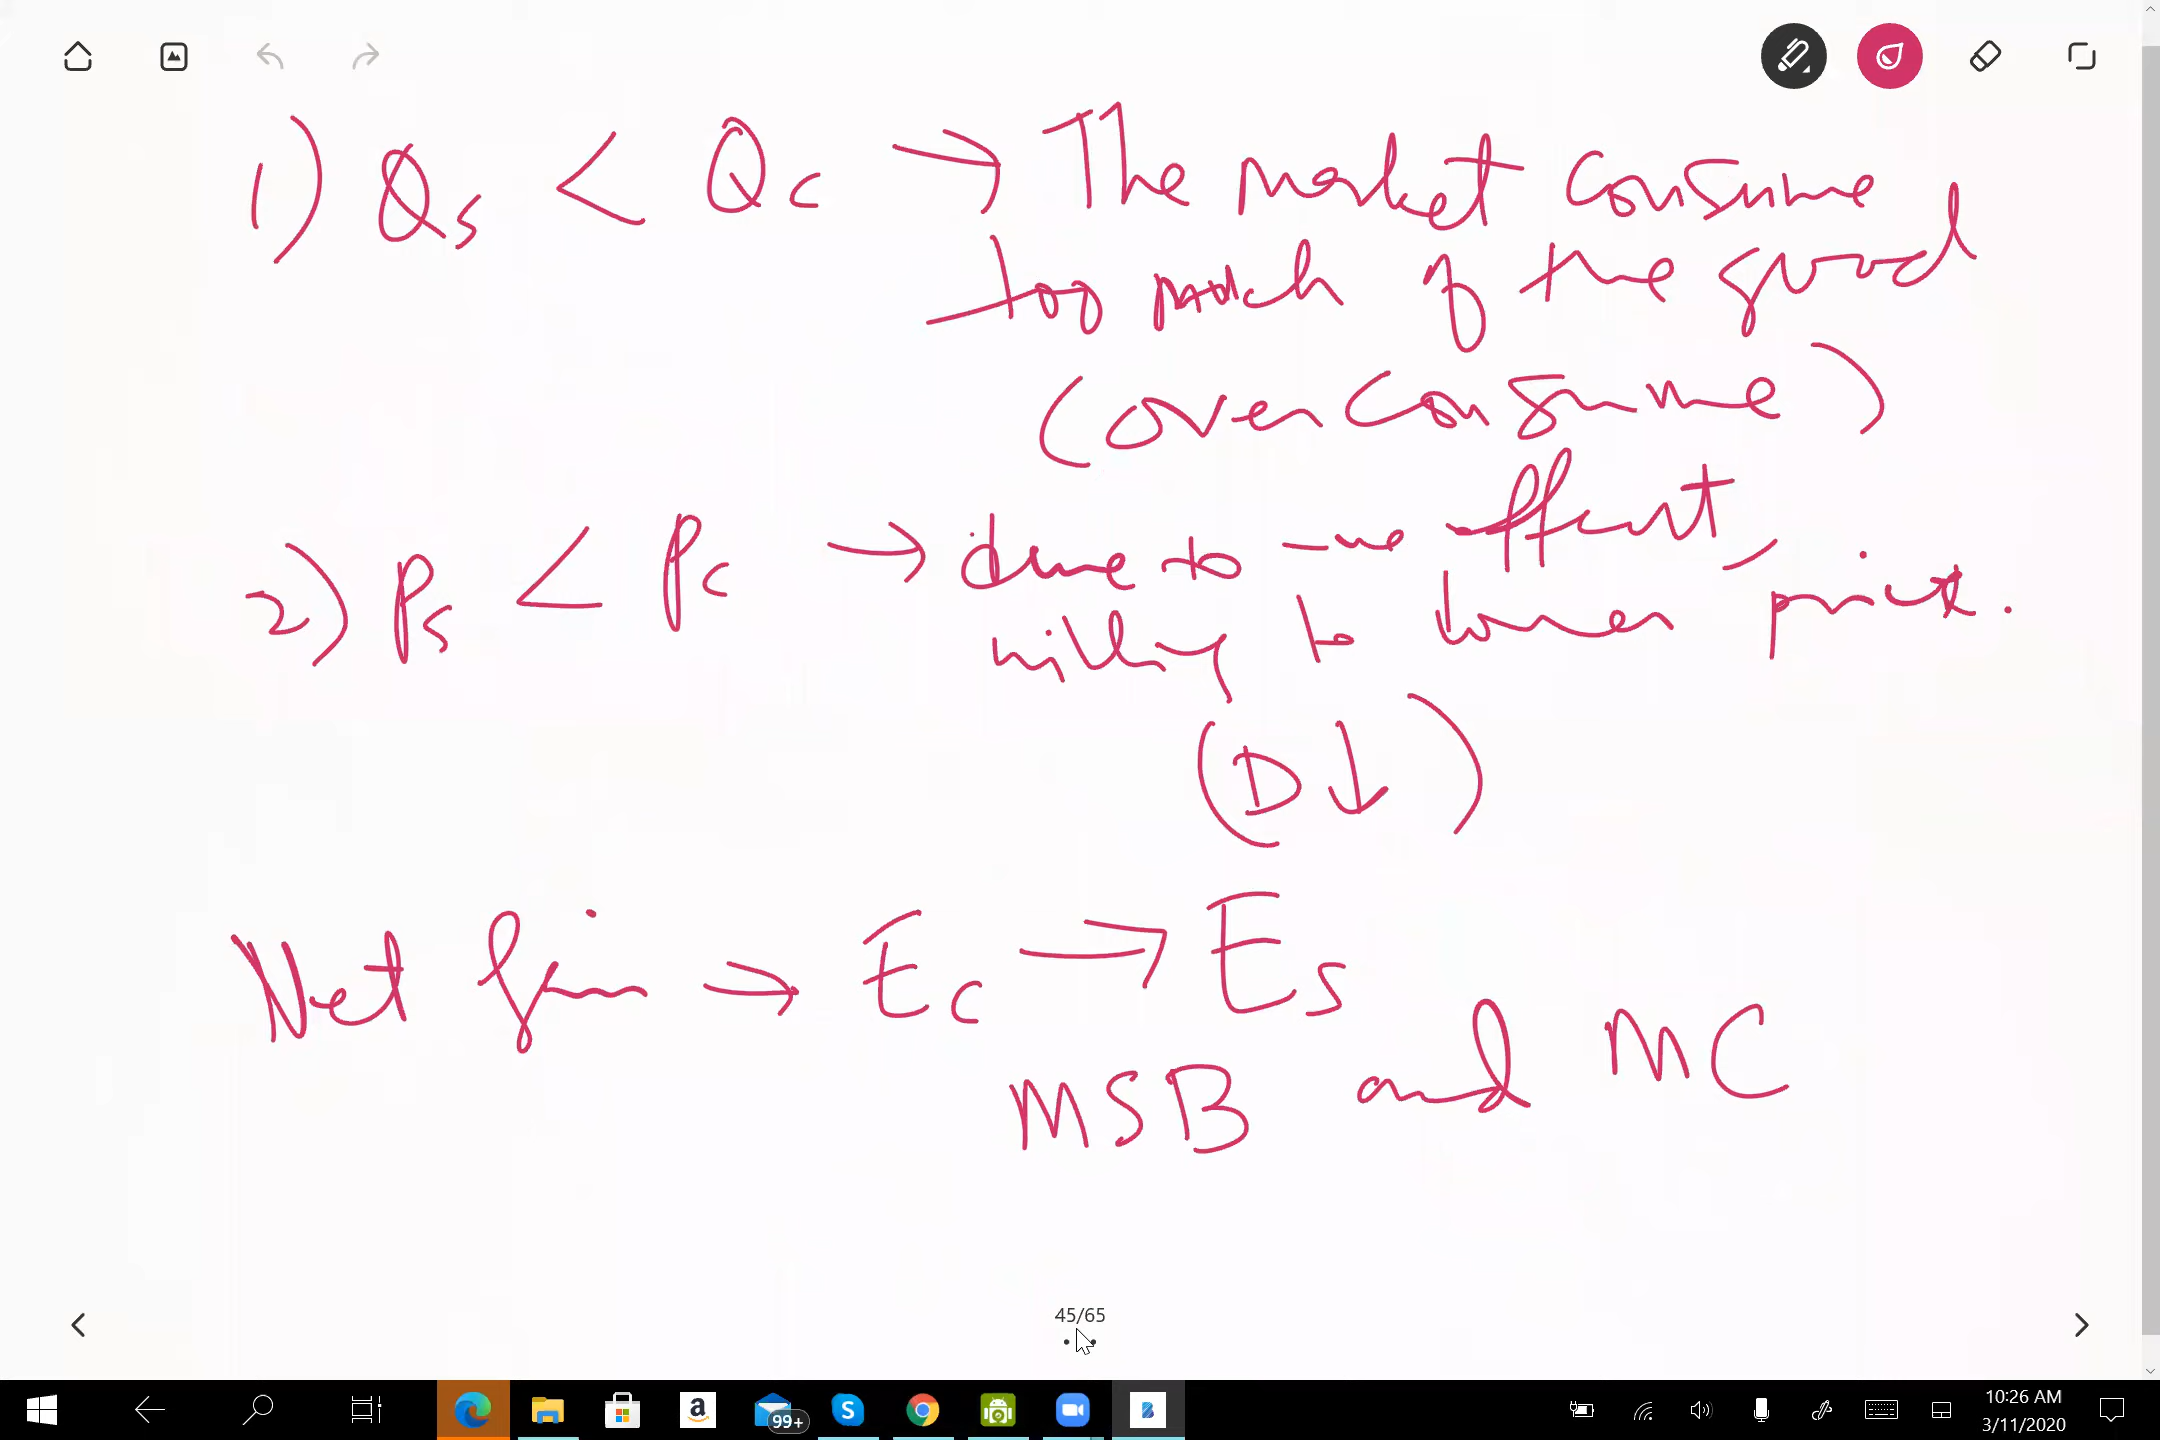 1) Qs < Qc → The market consume
too much of the good
(over consume)
2) Ps < Pc → due to -ve effect,
willing to lower price.
(D↓)
Net gain → Ec → Es
MSB and MC
45/65
99+
10:26 AM
3/11/2020